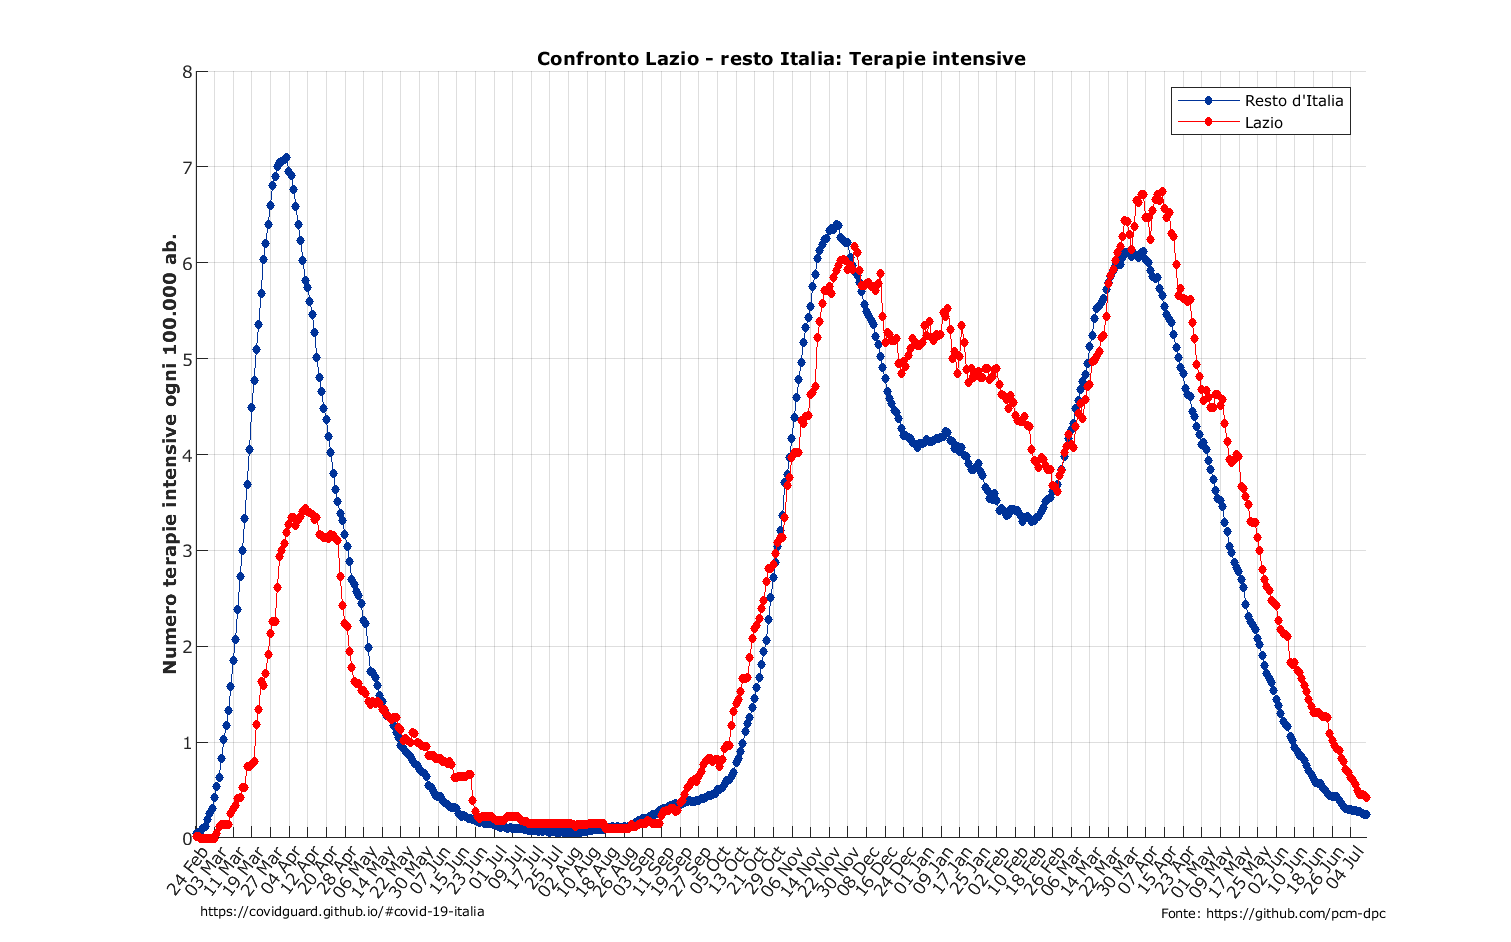 Confronto Lazio - resto Italia: Terapie intensive
Resto d'Italia
Lazio
Numero terapie intensive ogni 100.000 ab.
8
7
6
5
4
3
2
1
0
24 Feb
03 Mar
11 Mar
19 Mar
27 Mar
04 Apr
12 Apr
20 Apr
28 Apr
06 May
14 May
22 May
30 May
07 Jun
15 Jun
23 Jun
01 Jul
09 Jul
17 Jul
25 Jul
02 Aug
10 Aug
18 Aug
26 Aug
03 Sep
11 Sep
19 Sep
27 Sep
05 Oct
13 Oct
21 Oct
29 Oct
06 Nov
14 Nov
22 Nov
30 Nov
08 Dec
16 Dec
24 Dec
01 Jan
09 Jan
17 Jan
25 Jan
02 Feb
10 Feb
18 Feb
26 Feb
06 Mar
14 Mar
22 Mar
30 Mar
07 Apr
15 Apr
23 Apr
01 May
09 May
17 May
25 May
02 Jun
10 Jun
18 Jun
26 Jun
04 Jul
https://covidguard.github.io/#covid-19-italia
Fonte: https://github.com/pcm-dpc